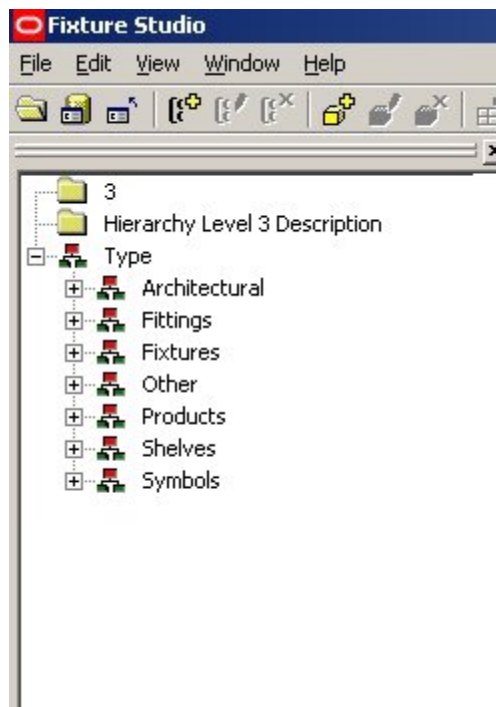 Fixture Studio
File Edit View Window Help
3
Hierarchy Level 3 Description
Type
Architectural
Fittings
Fixtures
Other
Products
Shelves
Symbols